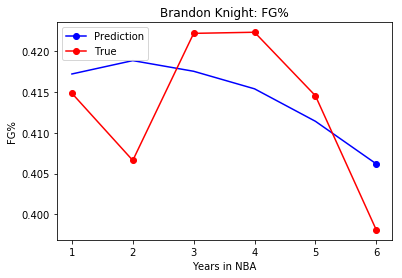 Brandon Knight: FG%
Prediction
True
0.420
0.415
0.410
0.405
0.400
FG%
1 2 3 4 5 6
Years in NBA